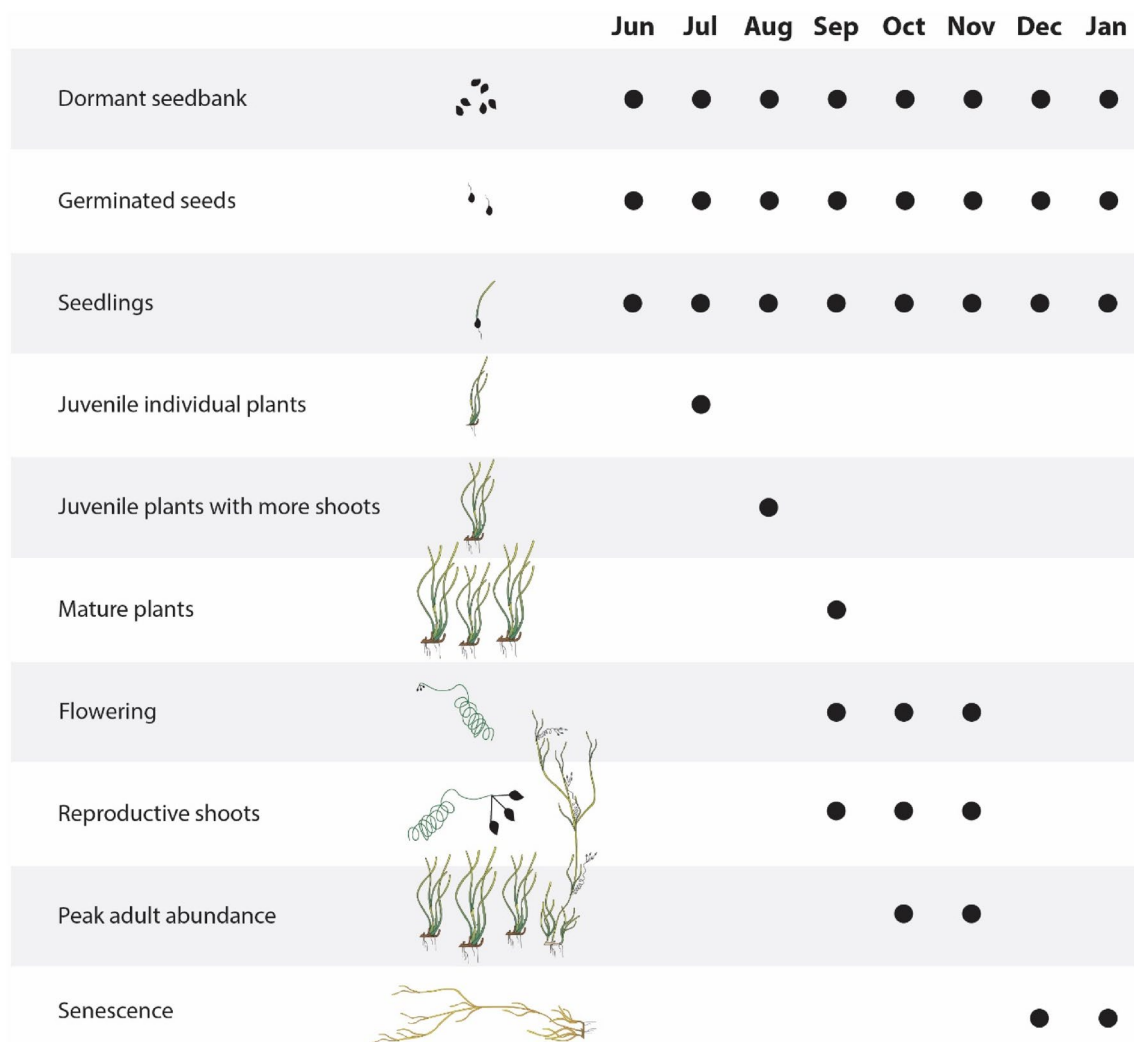 Jun Jul Aug Sep Oct Nov Dec Jan
Dormant seedbank
Germinated seeds
Seedlings
Juvenile individual plants
Juvenile plants with more shoots
Mature plants
Flowering
Reproductive shoots
Peak adult abundance
Senescence